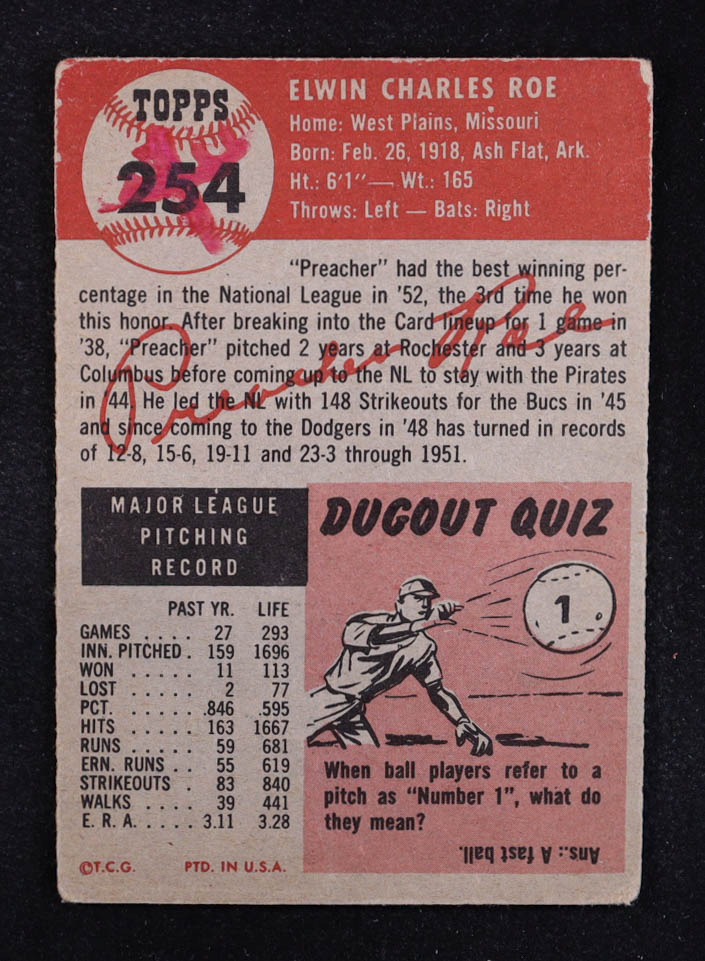 TOPPS
254
ELWIN CHARLES ROE
Home: West Plains, Missouri
Born: Feb. 26, 1918, Ash Flat, Ark.
Ht.: 6'1" — Wt.: 165
Throws: Left — Bats: Right
"Preacher" had the best winning per-
centage in the National League in '52, the 3rd time he won
this honor. After breaking into the Card lineup for 1 game in
'38, "Preacher" pitched 2 years at Rochester and 3 years at
Columbus before coming up to the NL to stay with the Pirates
in '44. He led the NL with 148 Strikeouts for the Bucs in '45
and since coming to the Dodgers in '48 has turned in records
of 12-8, 15-6, 19-11 and 23-3 through 1951.
Preacher Roe
MAJOR LEAGUE
PITCHING
RECORD
PAST YR. LIFE
GAMES . . . . 27 293
INN. PITCHED . 159 1696
WON . . . . . 11 113
LOST . . . . . 2 77
PCT. . . . . . .846 .595
HITS . . . . . 163 1667
RUNS . . . . . 59 681
ERN. RUNS . . 55 619
STRIKEOUTS . 83 840
WALKS . . . . 39 441
E. R. A. . . . . 3.11 3.28
©T.C.G. PTD. IN U.S.A.
DUGOUT QUIZ
1
When ball players refer to a
pitch as "Number 1", what do
they mean?
Ans.: A fast ball.